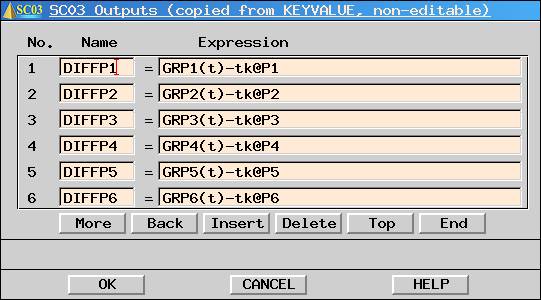 SC03 SC03 Outputs (copied from KEYVALUE, non-editable)
No. Name Expression
1 DIFFP1 = GRP1(t)-tk@P1
2 DIFFP2 = GRP2(t)-tk@P2
3 DIFFP3 = GRP3(t)-tk@P3
4 DIFFP4 = GRP4(t)-tk@P4
5 DIFFP5 = GRP5(t)-tk@P5
6 DIFFP6 = GRP6(t)-tk@P6
More Back Insert Delete Top End
OK CANCEL HELP